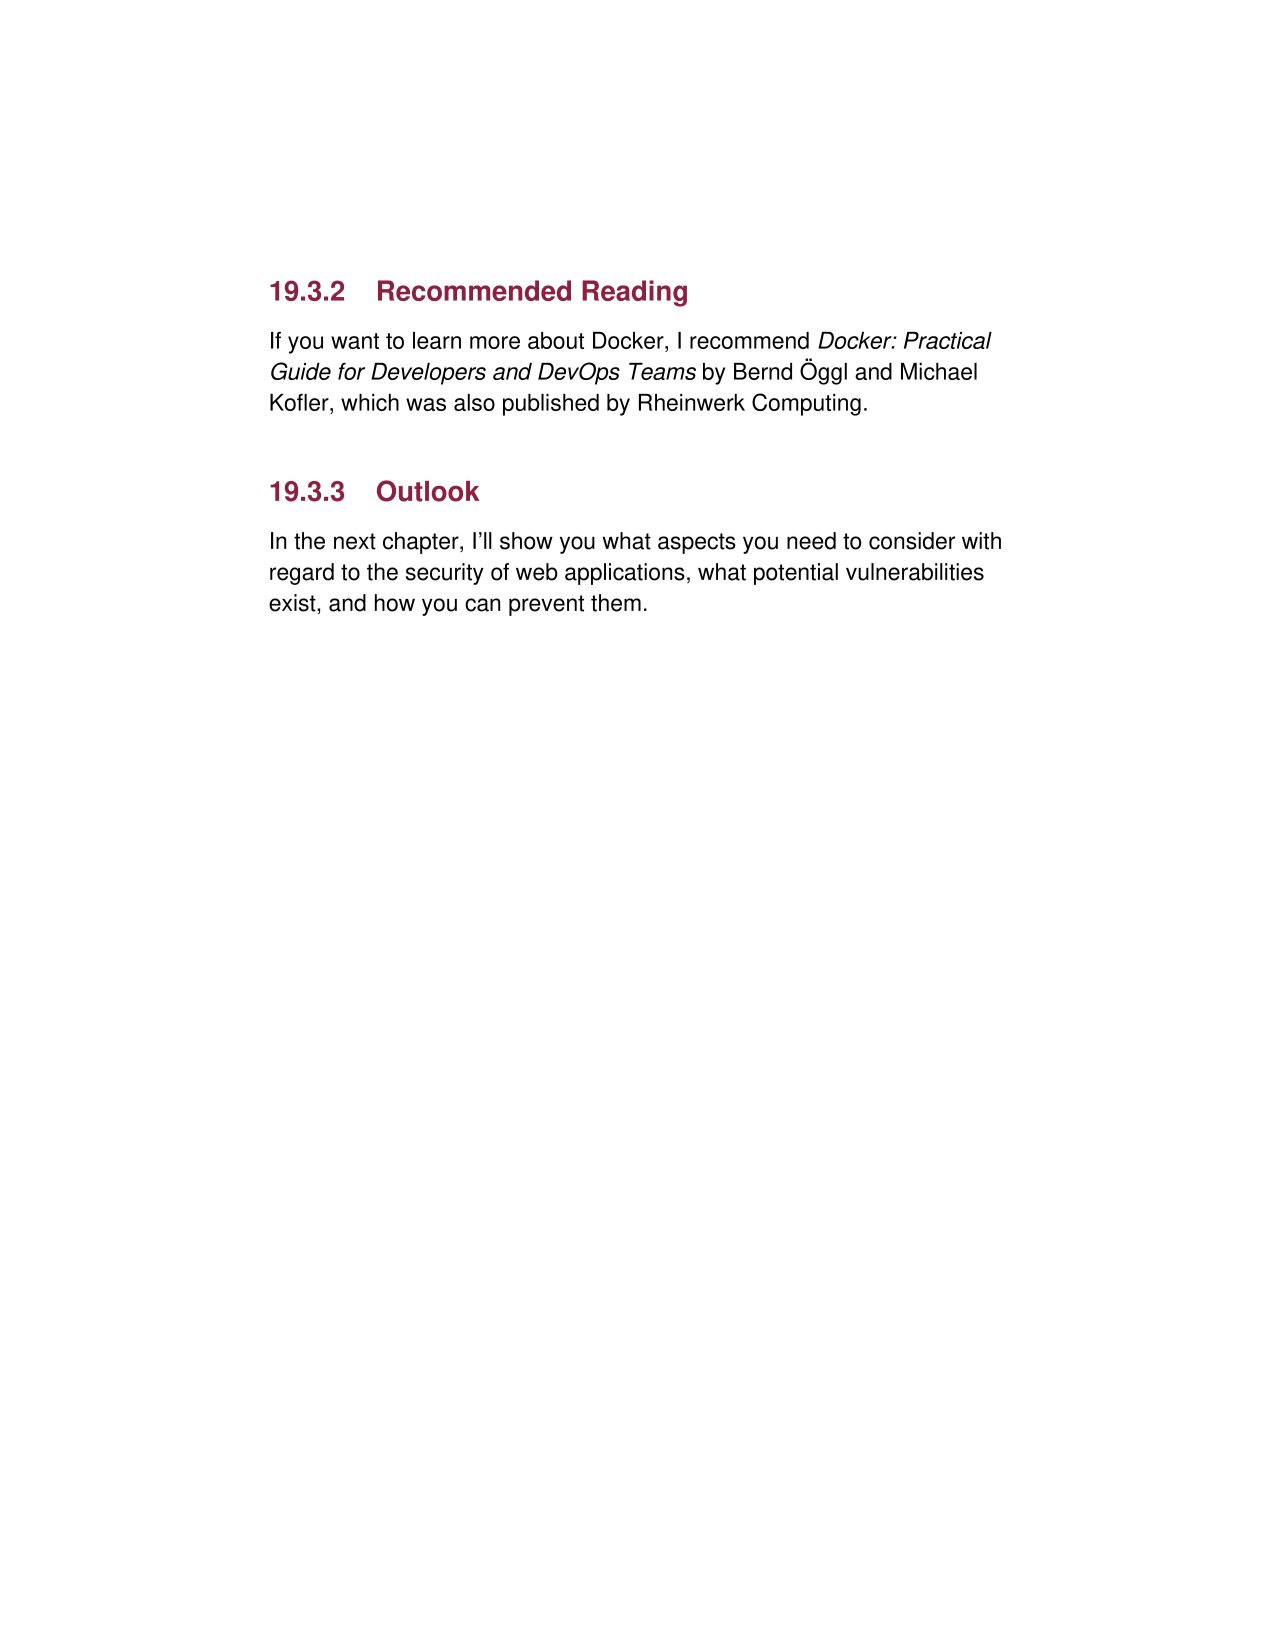 19.3.2 Recommended Reading
If you want to learn more about Docker, I recommend Docker: Practical
Guide for Developers and DevOps Teams by Bernd Öggl and Michael
Kofler, which was also published by Rheinwerk Computing.
19.3.3 Outlook
In the next chapter, I’ll show you what aspects you need to consider with
regard to the security of web applications, what potential vulnerabilities
exist, and how you can prevent them.